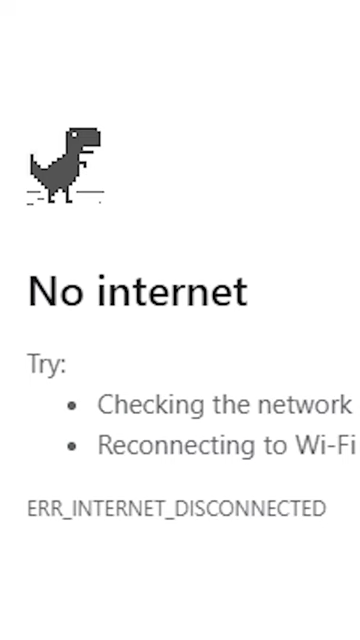 No internet
Try:
• Checking the network
• Reconnecting to Wi-Fi
ERR_INTERNET_DISCONNECTED